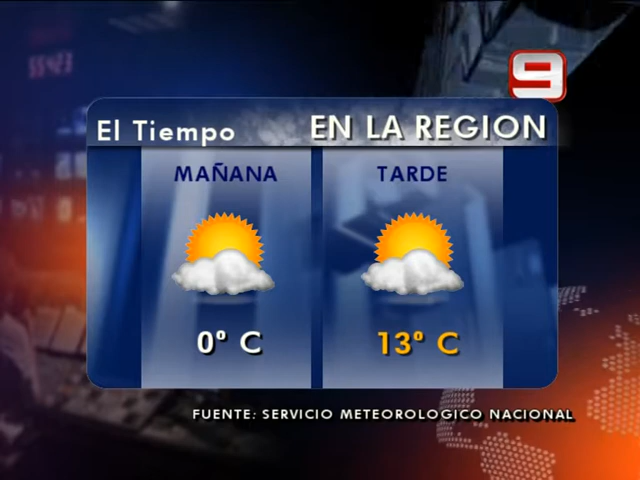 9
El Tiempo
EN LA REGION
MAÑANA
TARDE
0º C
13º C
FUENTE: SERVICIO METEOROLOGICO NACIONAL